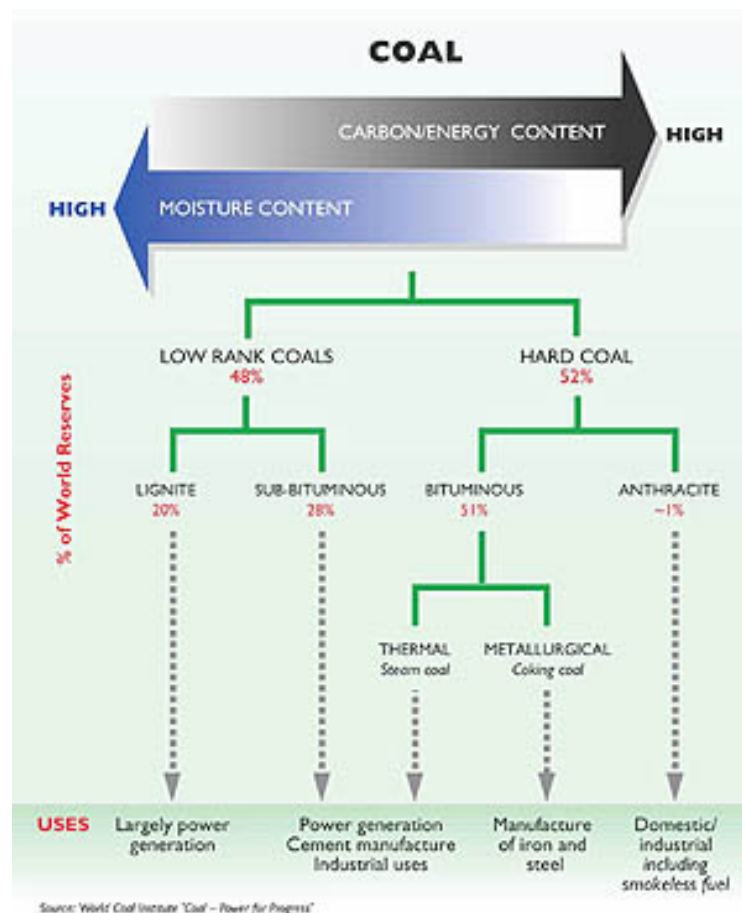 COAL
CARBON/ENERGY CONTENT
HIGH
HIGH
MOISTURE CONTENT
LOW RANK COALS
48%
HARD COAL
52%
% of World Reserves
LIGNITE
20%
SUB-BITUMINOUS
28%
BITUMINOUS
51%
ANTHRACITE
~1%
THERMAL
Steam coal
METALLURGICAL
Coking coal
USES
Largely power
generation
Power generation
Cement manufacture
Industrial uses
Manufacture
of iron and
steel
Domestic/
industrial
including
smokeless fuel
Source: World Coal Institute "Coal – Power for Progress"